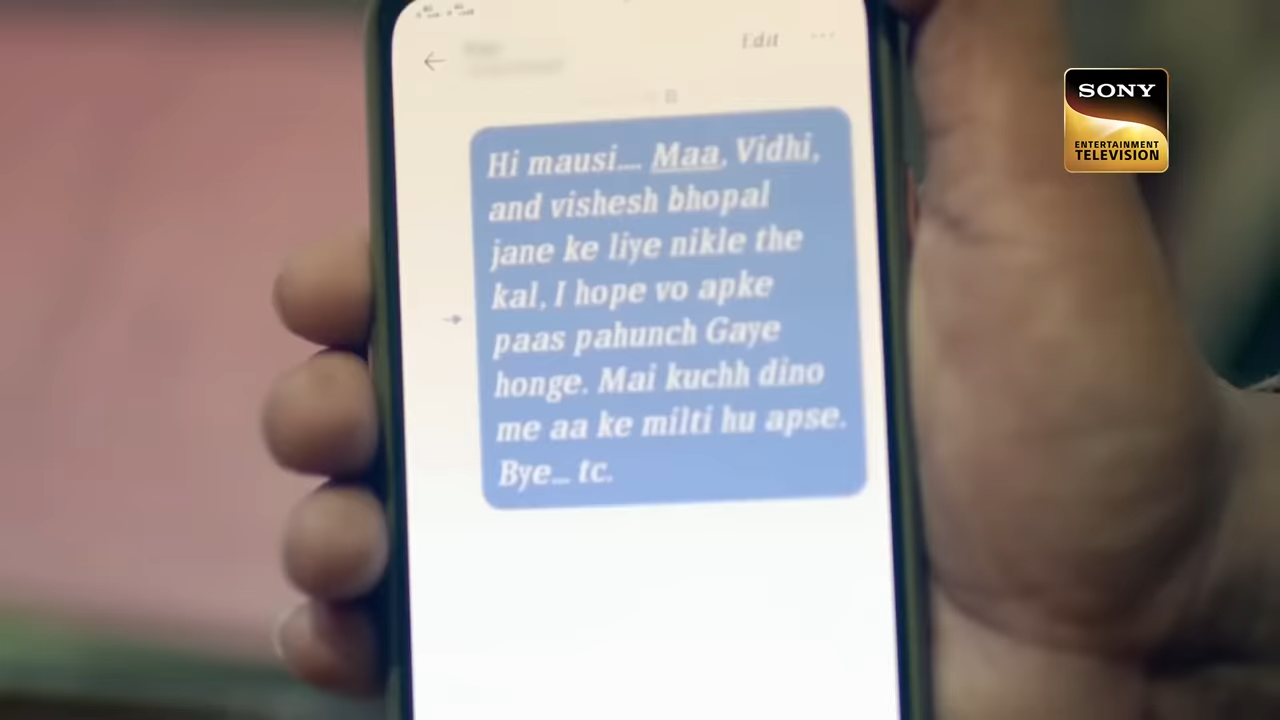 Edit
SONY
ENTERTAINMENT
TELEVISION
Hi mausi.... Maa, Vidhi,
and vishesh bhopal
jane ke liye nikle the
kal, I hope vo apke
paas pahunch Gaye
honge. Mai kuchh dino
me aa ke milti hu apse.
Bye... tc.